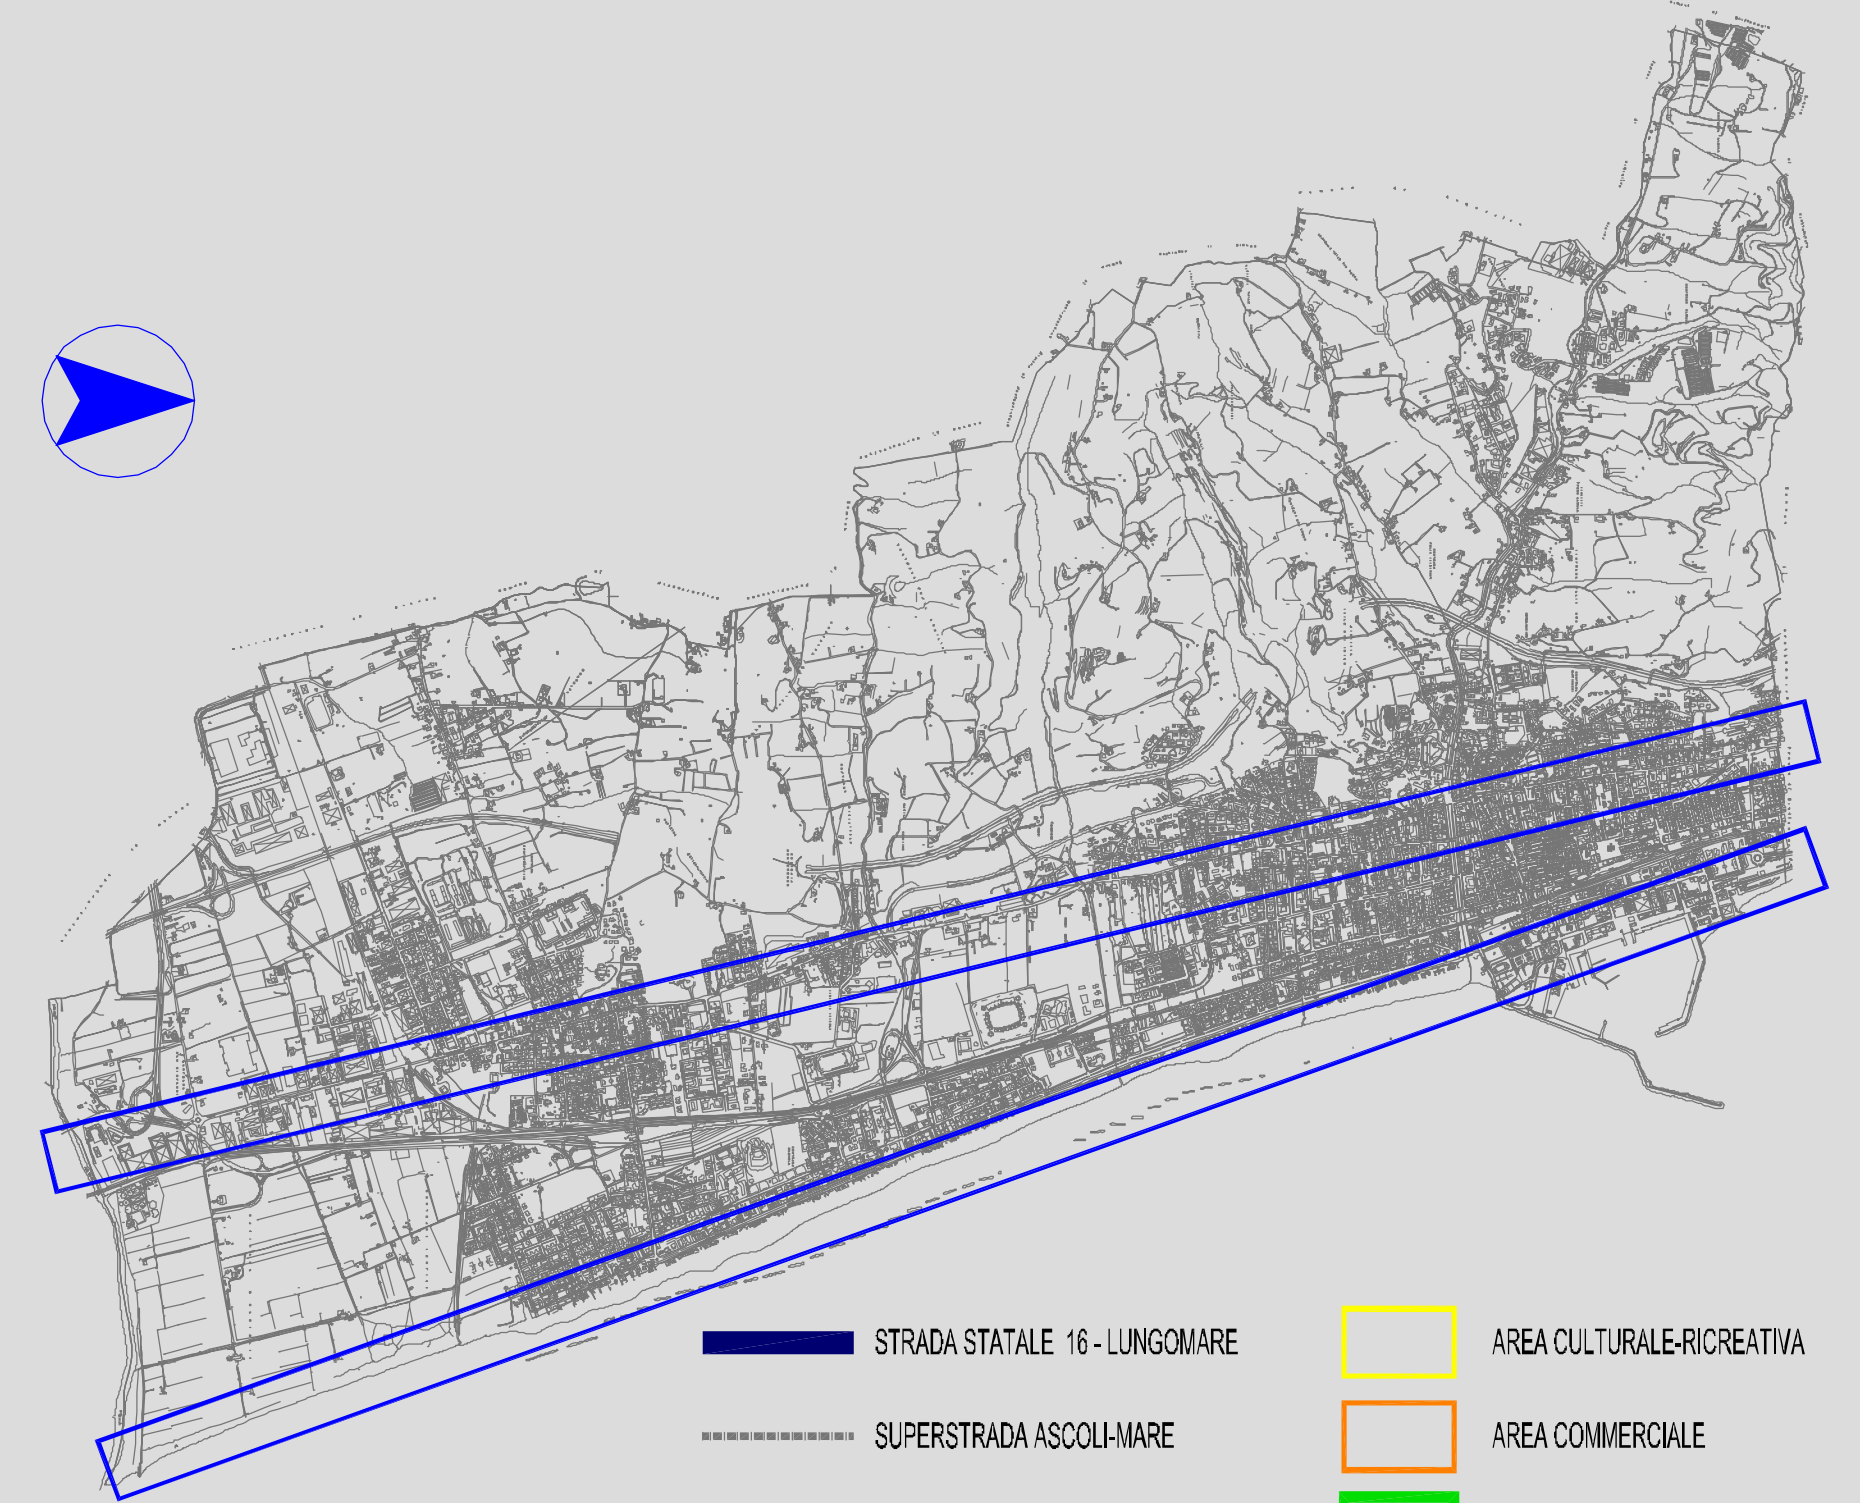 STRADA STATALE 16 - LUNGOMARE
SUPERSTRADA ASCOLI-MARE
AREA CULTURALE-RICREATIVA
AREA COMMERCIALE